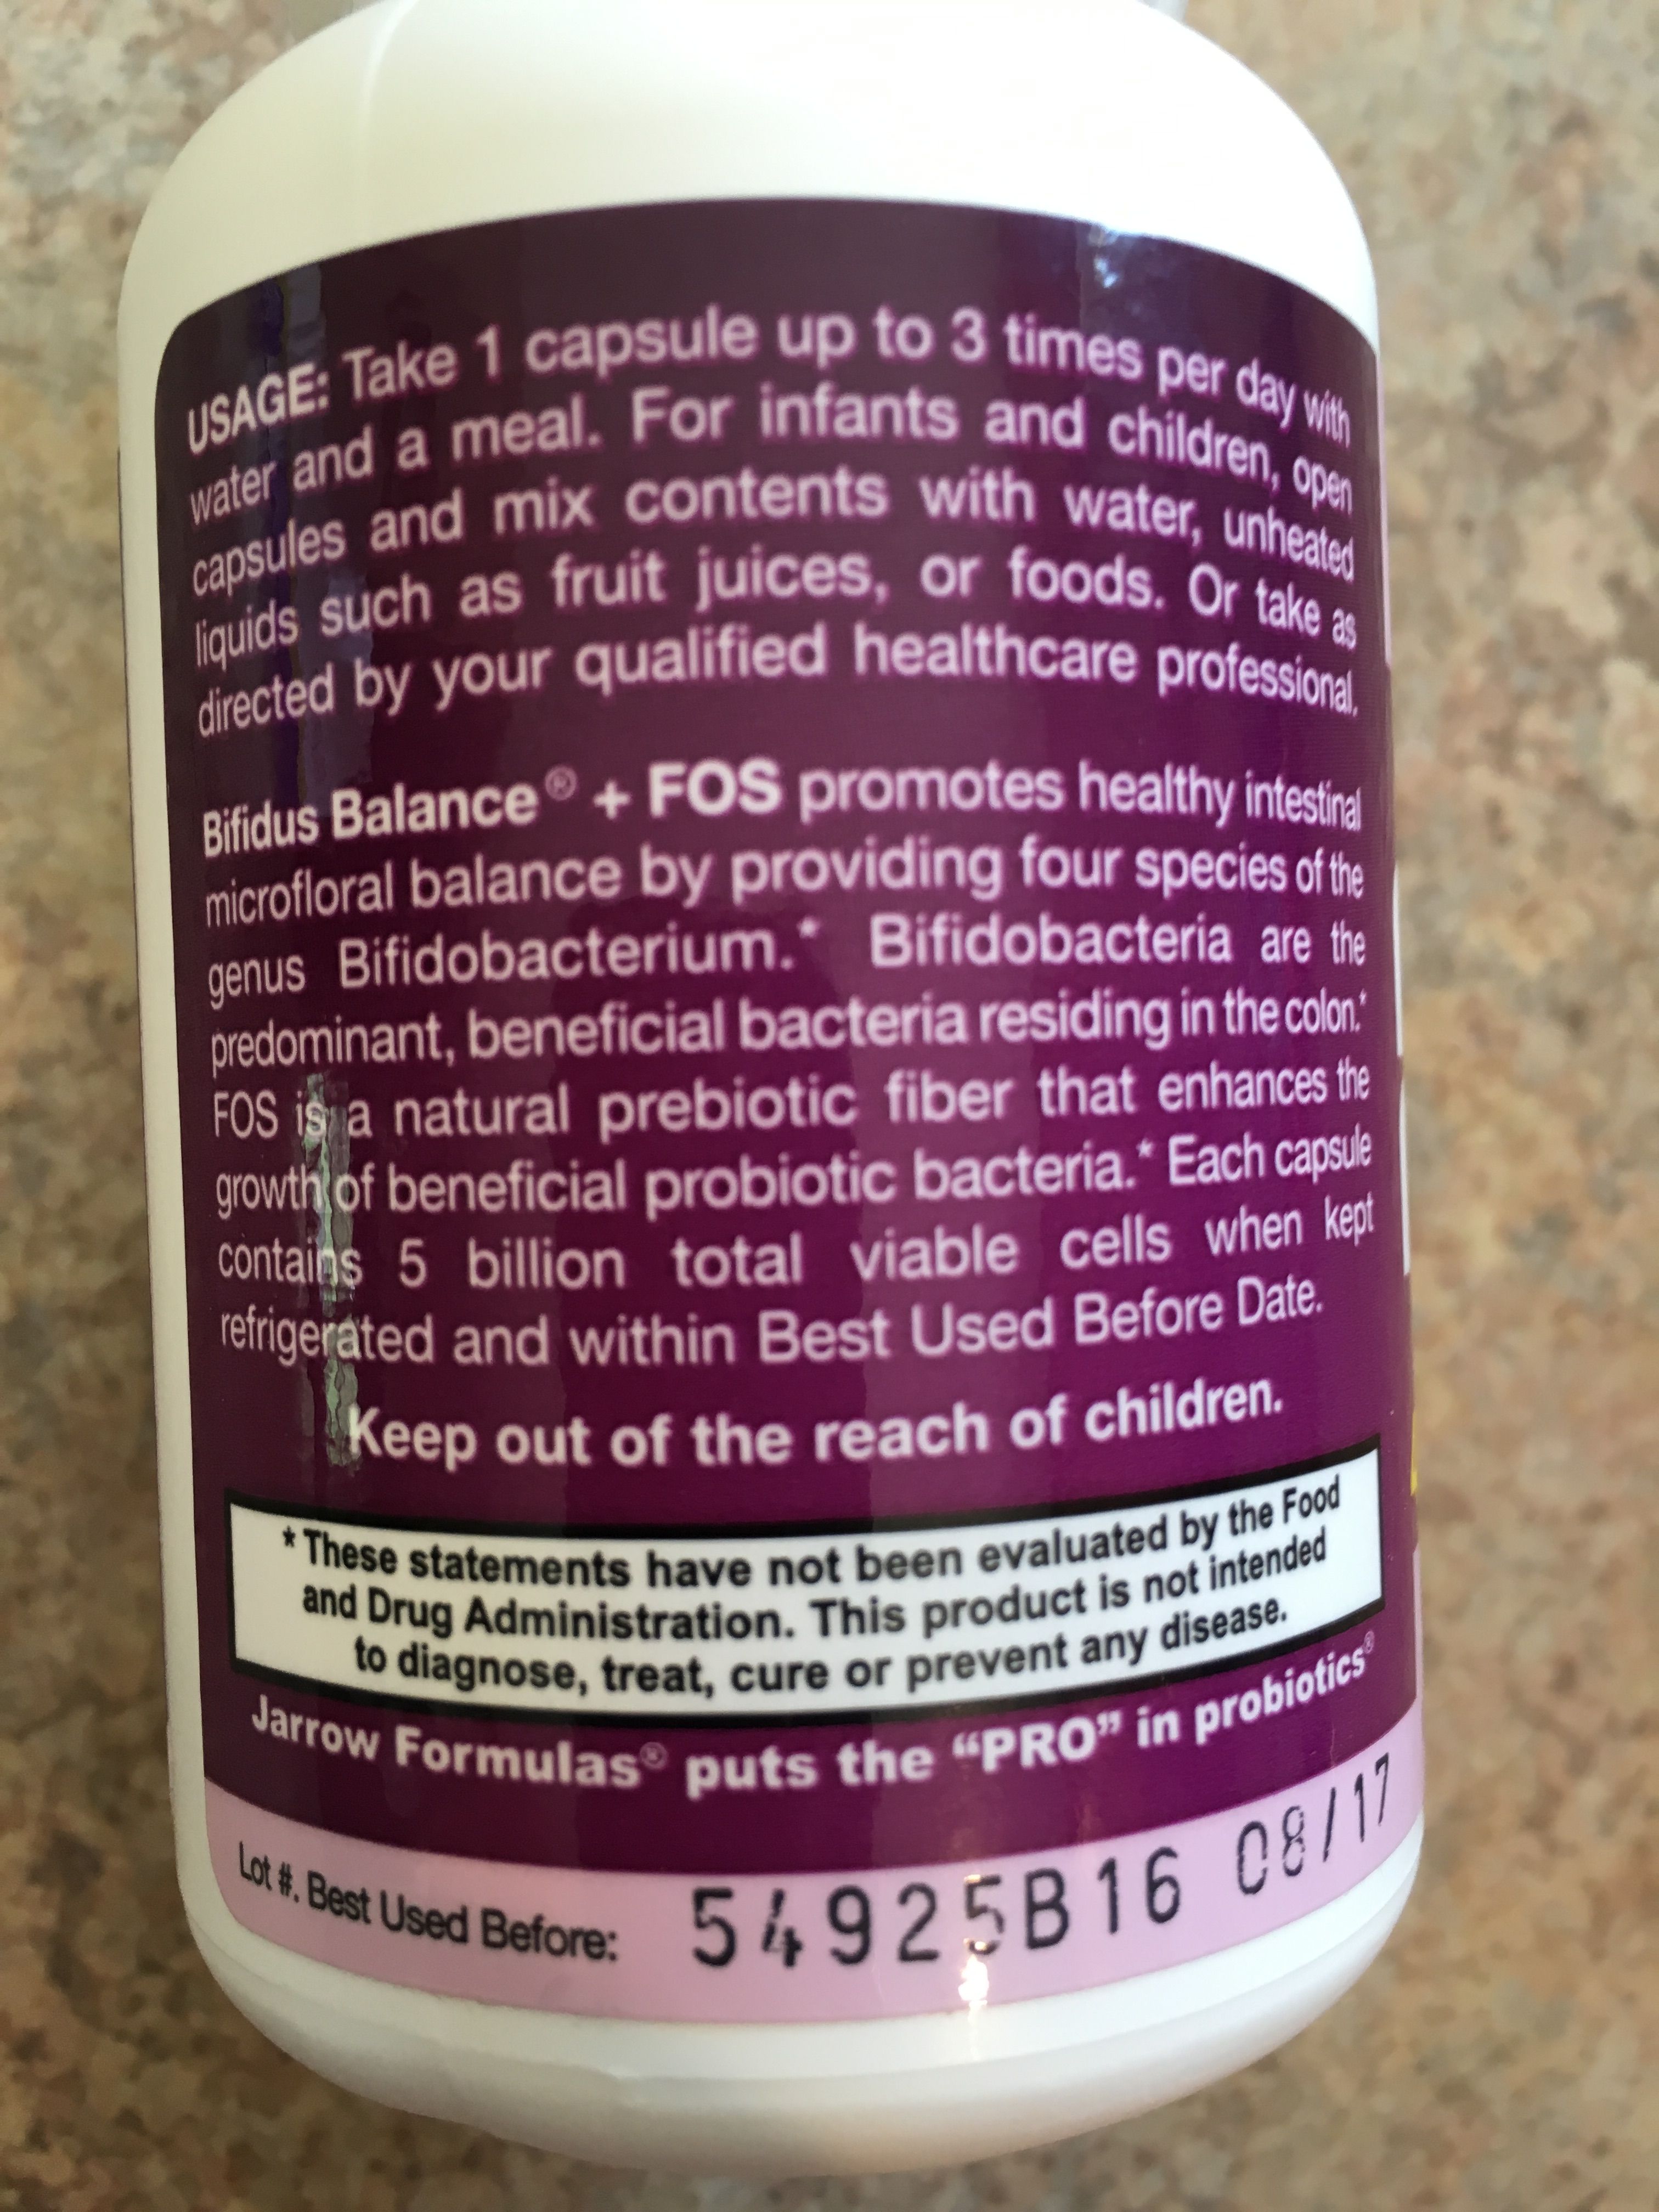 USAGE: Take 1 capsule up to 3 times per day with
water and a meal. For infants and children, open
capsules and mix contents with water, unheated
liquids such as fruit juices, or foods. Or take as
directed by your qualified healthcare professional.
Bifidus Balance® + FOS promotes healthy intestinal
microfloral balance by providing four species of the
genus Bifidobacterium.* Bifidobacteria are the
predominant, beneficial bacteria residing in the colon.*
FOS is a natural prebiotic fiber that enhances the
growth of beneficial probiotic bacteria.* Each capsule
contains 5 billion total viable cells when kept
refrigerated and within Best Used Before Date.
Keep out of the reach of children.
* These statements have not been evaluated by the Food
and Drug Administration. This product is not intended
to diagnose, treat, cure or prevent any disease.
Jarrow Formulas® puts the “PRO” in probiotics®
Lot #. Best Used Before: 54925B16 08/17